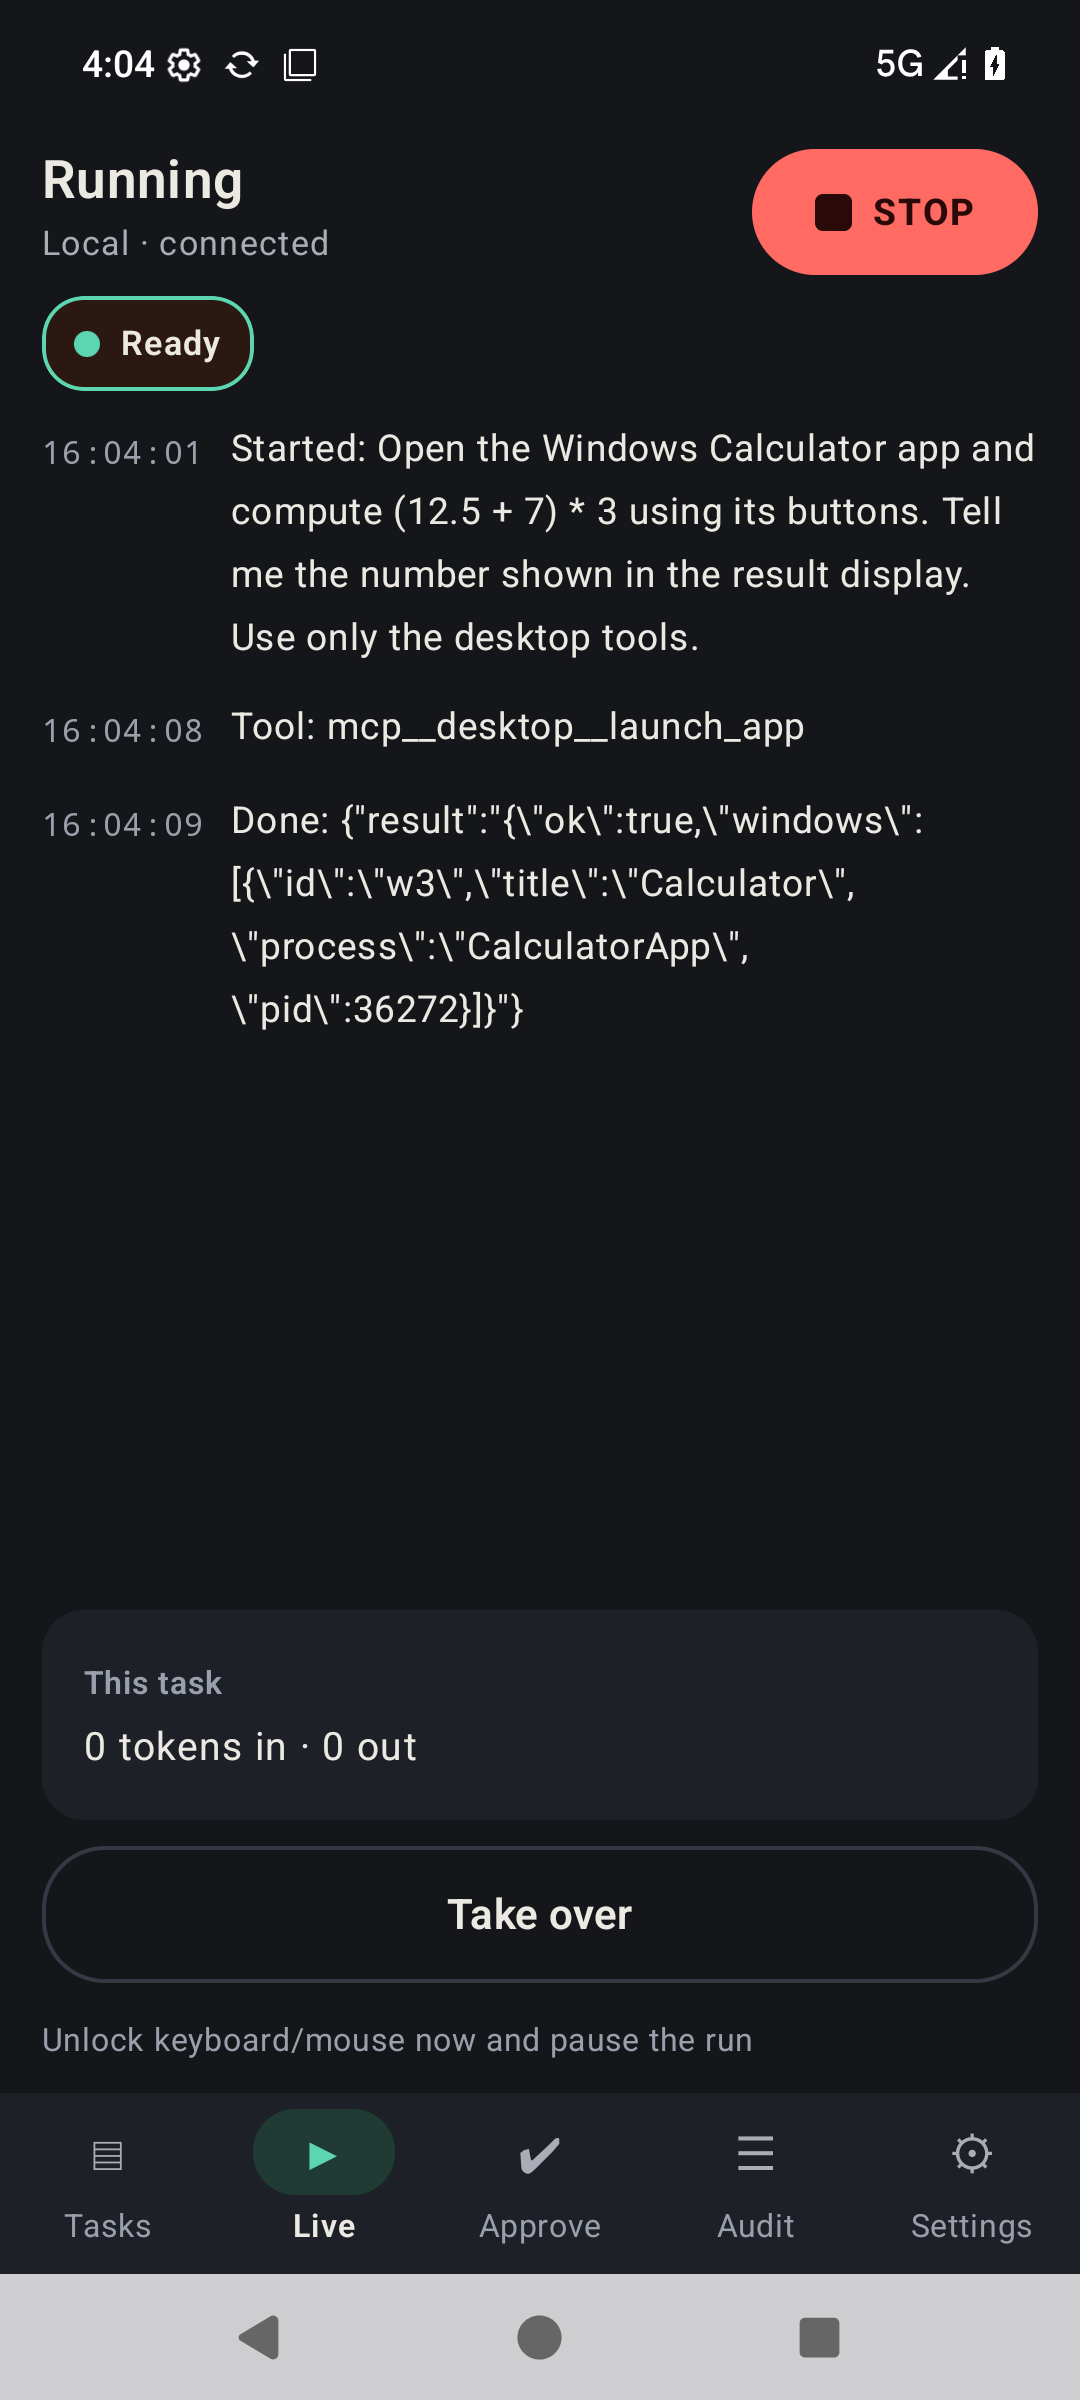 4:04
5G
Running
STOP
Local · connected
Ready
16:04:01 Started: Open the Windows Calculator app and
compute (12.5 + 7) * 3 using its buttons. Tell
me the number shown in the result display.
Use only the desktop tools.
16:04:08 Tool: mcp__desktop__launch_app
16:04:09 Done: {"result":"{\"ok\":true,\"windows\":
[{\"id\":\"w3\",\"title\":\"Calculator\",
\"process\":\"CalculatorApp\",
\"pid\":36272}]}"}
This task
0 tokens in · 0 out
Take over
Unlock keyboard/mouse now and pause the run
Tasks Live Approve Audit Settings